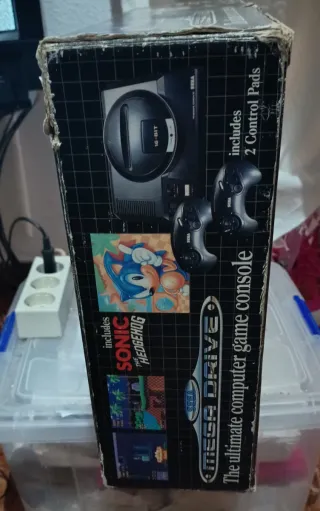 16-BIT
includes
2 Control Pads
includes
SONIC
THE HEDGEHOG
SEGA
MEGA DRIVE
The ultimate computer game console